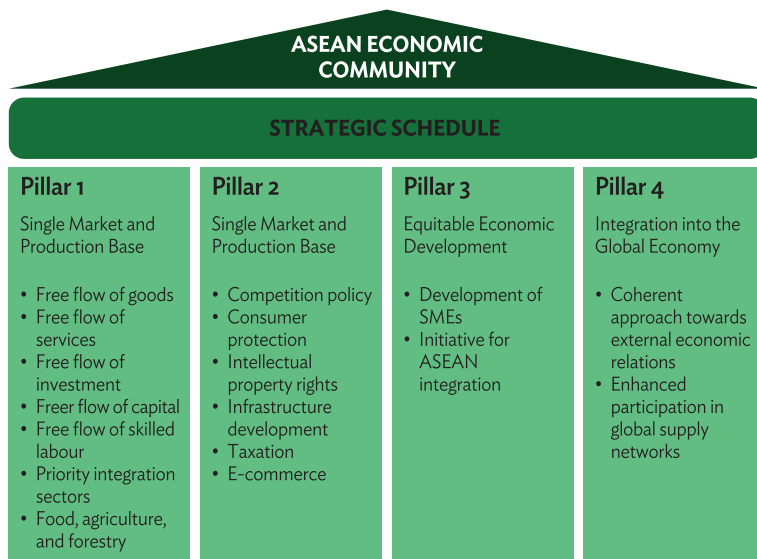 ASEAN ECONOMIC
COMMUNITY
STRATEGIC SCHEDULE
Pillar 1
Single Market and
Production Base
• Free flow of goods
• Free flow of
services
• Free flow of
investment
• Freer flow of capital
• Free flow of skilled
labour
• Priority integration
sectors
• Food, agriculture,
and forestry
Pillar 2
Single Market and
Production Base
• Competition policy
• Consumer
protection
• Intellectual
property rights
• Infrastructure
development
• Taxation
• E-commerce
Pillar 3
Equitable Economic
Development
• Development of
SMEs
• Initiative for
ASEAN
integration
Pillar 4
Integration into the
Global Economy
• Coherent
approach towards
external economic
relations
• Enhanced
participation in
global supply
networks